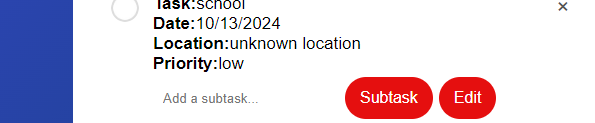 Task:school
Date:10/13/2024
Location:unknown location
Priority:low
Add a subtask... Subtask Edit